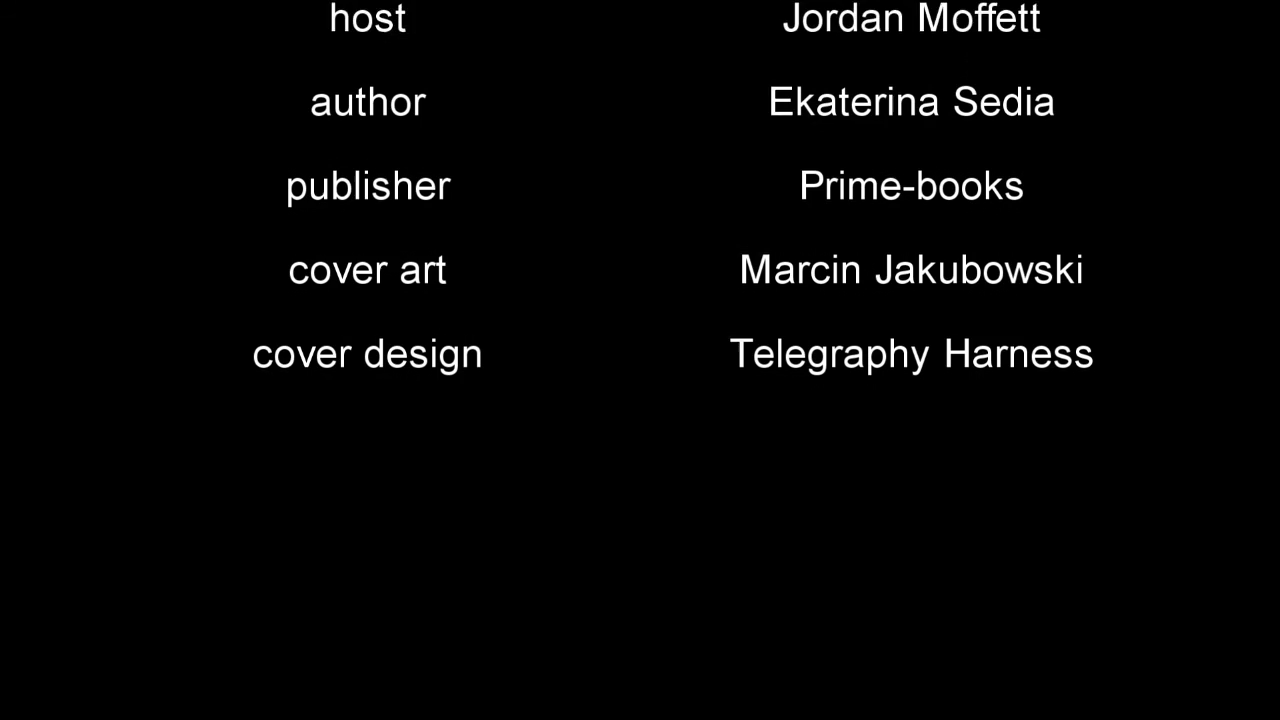 host Jordan Moffett
author Ekaterina Sedia
publisher Prime-books
cover art Marcin Jakubowski
cover design Telegraphy Harness